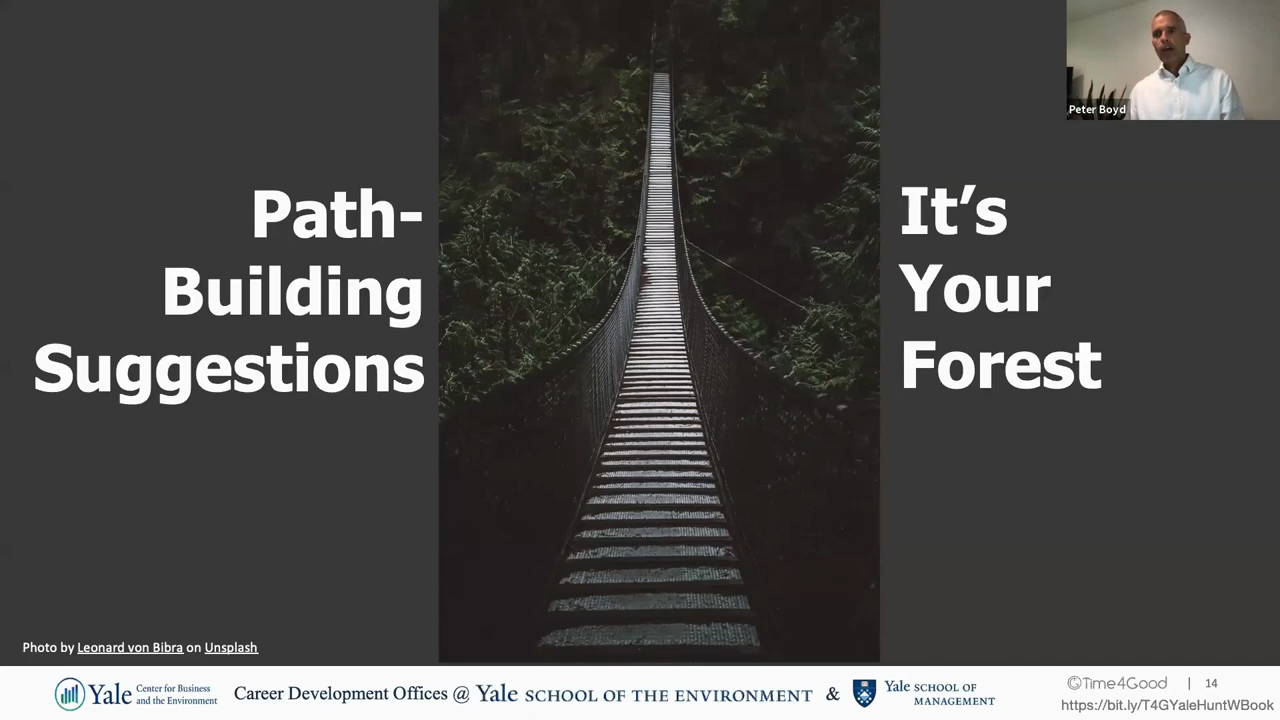 Peter Boyd
Path-
Building
Suggestions
It's
Your
Forest
Photo by Leonard von Bibra on Unsplash
Yale Center for Business
and the Environment
Career Development Offices @ Yale SCHOOL OF THE ENVIRONMENT &
Yale SCHOOL OF
MANAGEMENT
©Time4Good | 14
https://bit.ly/T4GYaleHuntWBook